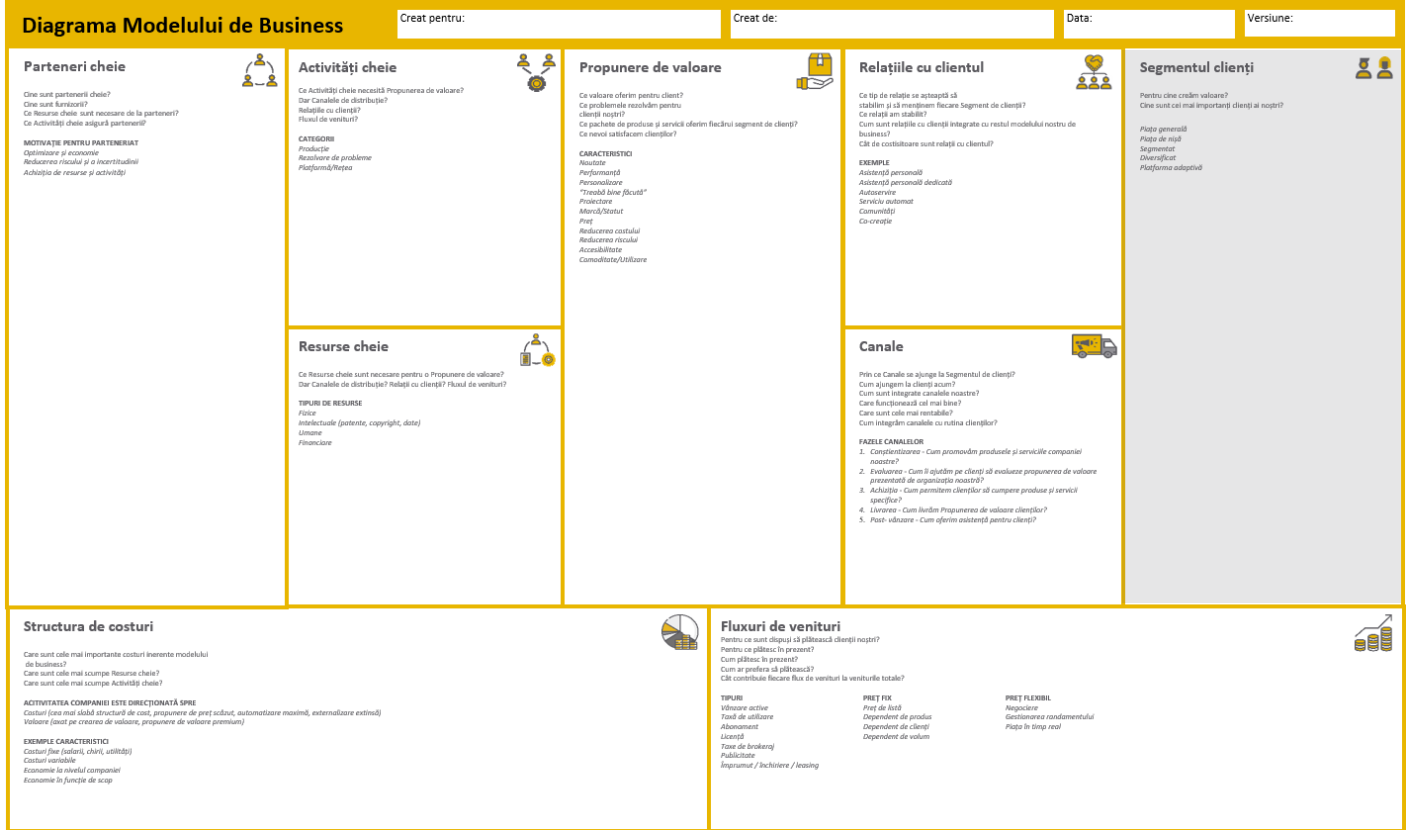 Diagrama Modelului de Business
Creat pentru:
Creat de:
Data:
Versiune:
Parteneri cheie
Cine sunt partenerii cheie?
Cine sunt furnizorii?
Ce Resurse cheie sunt necesare de la parteneri?
Ce Activități cheie asigură partenerii?
MOTIVAȚIE PENTRU PARTENERIAT
Optimizare și economie
Reducerea riscului și a incertitudinii
Achiziția de resurse și activități
Activități cheie
Ce Activități cheie necesită Propunerea de valoare?
Dar Canalele de distribuție?
Relațiile cu clienții?
Fluxul de venituri?
CATEGORII
Producție
Rezolvare de probleme
Platformă/Rețea
Resurse cheie
Ce Resurse cheie sunt necesare pentru o Propunere de valoare?
Dar Canalele de distribuție? Relații cu clienții? Fluxul de venituri?
TIPURI DE RESURSE
Fizice
Intelectuale (patente, copyright, date)
Umane
Financiare
Propunere de valoare
Ce valoare oferim pentru client?
Ce problemele rezolvăm pentru
clienții noștri?
Ce pachete de produse și servicii oferim fiecărui segment de clienți?
Ce nevoi satisfacem clienților?
CARACTERISTICI
Noutate
Performanță
Personalizare
"Treabă bine făcută"
Proiectare
Marcă/Statut
Preț
Reducerea costului
Reducerea riscului
Accesibilitate
Comoditate/Utilizare
Relațiile cu clientul
Ce tip de relație se așteaptă să
stabilim și să menținem fiecare Segment de clienți?
Ce relații am stabilit?
Cum sunt relațiile cu clienții integrate cu restul modelului nostru de
business?
Cât de costisitoare sunt relații cu clientul?
EXEMPLE
Asistență personală
Asistență personală dedicată
Autoservire
Serviciu automat
Comunități
Co-creație
Canale
Prin ce Canale se ajunge la Segmentul de clienți?
Cum ajungem la clienți acum?
Cum sunt integrate canalele noastre?
Care funcționează cel mai bine?
Care sunt cele mai rentabile?
Cum integrăm canalele cu rutina clienților?
FAZELE CANALELOR
1. Conștientizarea - Cum promovăm produsele și serviciile companiei
noastre?
2. Evaluarea - Cum îi ajutăm pe clienți să evalueze propunerea de valoare
prezentată de organizația noastră?
3. Achiziția - Cum permitem clienților să cumpere produse și servicii
specifice?
4. Livrarea - Cum livrăm Propunerea de valoare clienților?
5. Post- vânzare - Cum oferim asistență pentru clienți?
Segmentul clienți
Pentru cine creăm valoare?
Cine sunt cei mai importanți clienți ai noștri?
Piața generală
Piața de nișă
Segmentat
Diversificat
Platforma adaptivă
Structura de costuri
Care sunt cele mai importante costuri inerente modelului
de business?
Care sunt cele mai scumpe Resurse cheie?
Care sunt cele mai scumpe Activități cheie?
ACITIVITATEA COMPANIEI ESTE DIRECȚIONATĂ SPRE
Costuri (cea mai slabă structură de cost, propunere de preț scăzut, automatizare maximă, externalizare extinsă)
Valoare (axat pe crearea de valoare, propunere de valoare premium)
EXEMPLE CARACTERISTICI
Costuri fixe (salarii, chirii, utilități)
Costuri variabile
Economie la nivelul companiei
Economie în funcție de scop
Fluxuri de venituri
Pentru ce sunt dispuși să plătească clienții noștri?
Pentru ce plătesc în prezent?
Cum plătesc în prezent?
Cum ar prefera să plătească?
Cât contribuie fiecare flux de venituri la veniturile totale?
TIPURI
Vânzare active
Taxă de utilizare
Abonament
Licență
Taxe de brokeraj
Publicitate
Împrumut / închiriere / leasing
PREȚ FIX
Preț de listă
Dependent de produs
Dependent de clienți
Dependent de volum
PREȚ FLEXIBIL
Negociere
Gestionarea randamentului
Piața în timp real